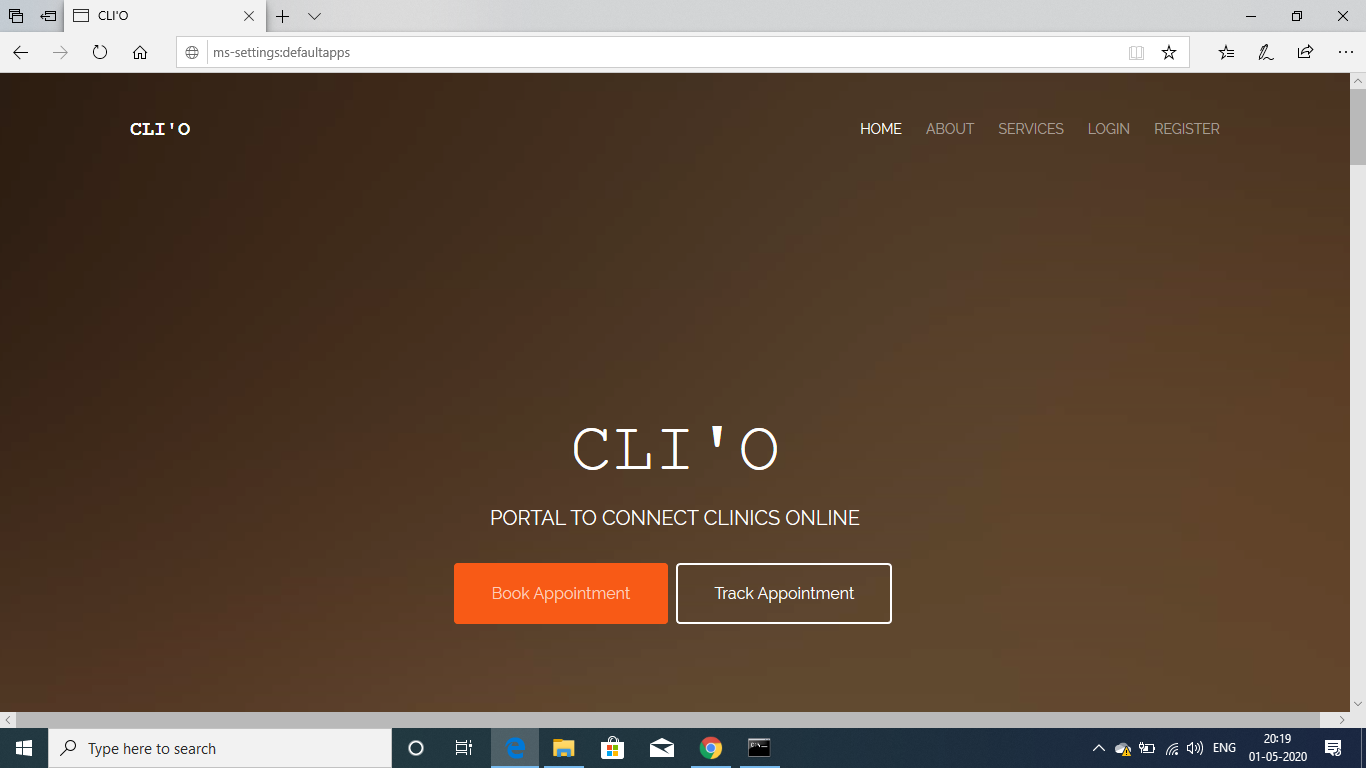 CLI'O
ms-settings:defaultapps
CLI'O
HOME ABOUT SERVICES LOGIN REGISTER
CLI'O
PORTAL TO CONNECT CLINICS ONLINE
Book Appointment Track Appointment
Type here to search
ENG
20:19
01-05-2020